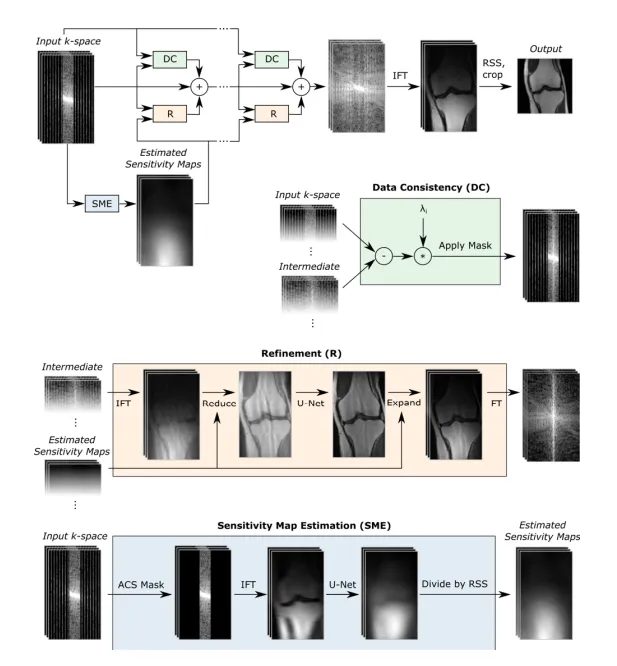 Input k-space
...
...
DC
DC
+
+
R
R
...
...
IFT
RSS,
crop
Output
Estimated
Sensitivity Maps
SME
Data Consistency (DC)
Input k-space
...
Intermediate
...
λi
-
*
Apply Mask
Refinement (R)
Intermediate
...
IFT
Reduce
U-Net
Expand
FT
Estimated
Sensitivity Maps
...
Sensitivity Map Estimation (SME)
Input k-space
ACS Mask
IFT
U-Net
Divide by RSS
Estimated
Sensitivity Maps